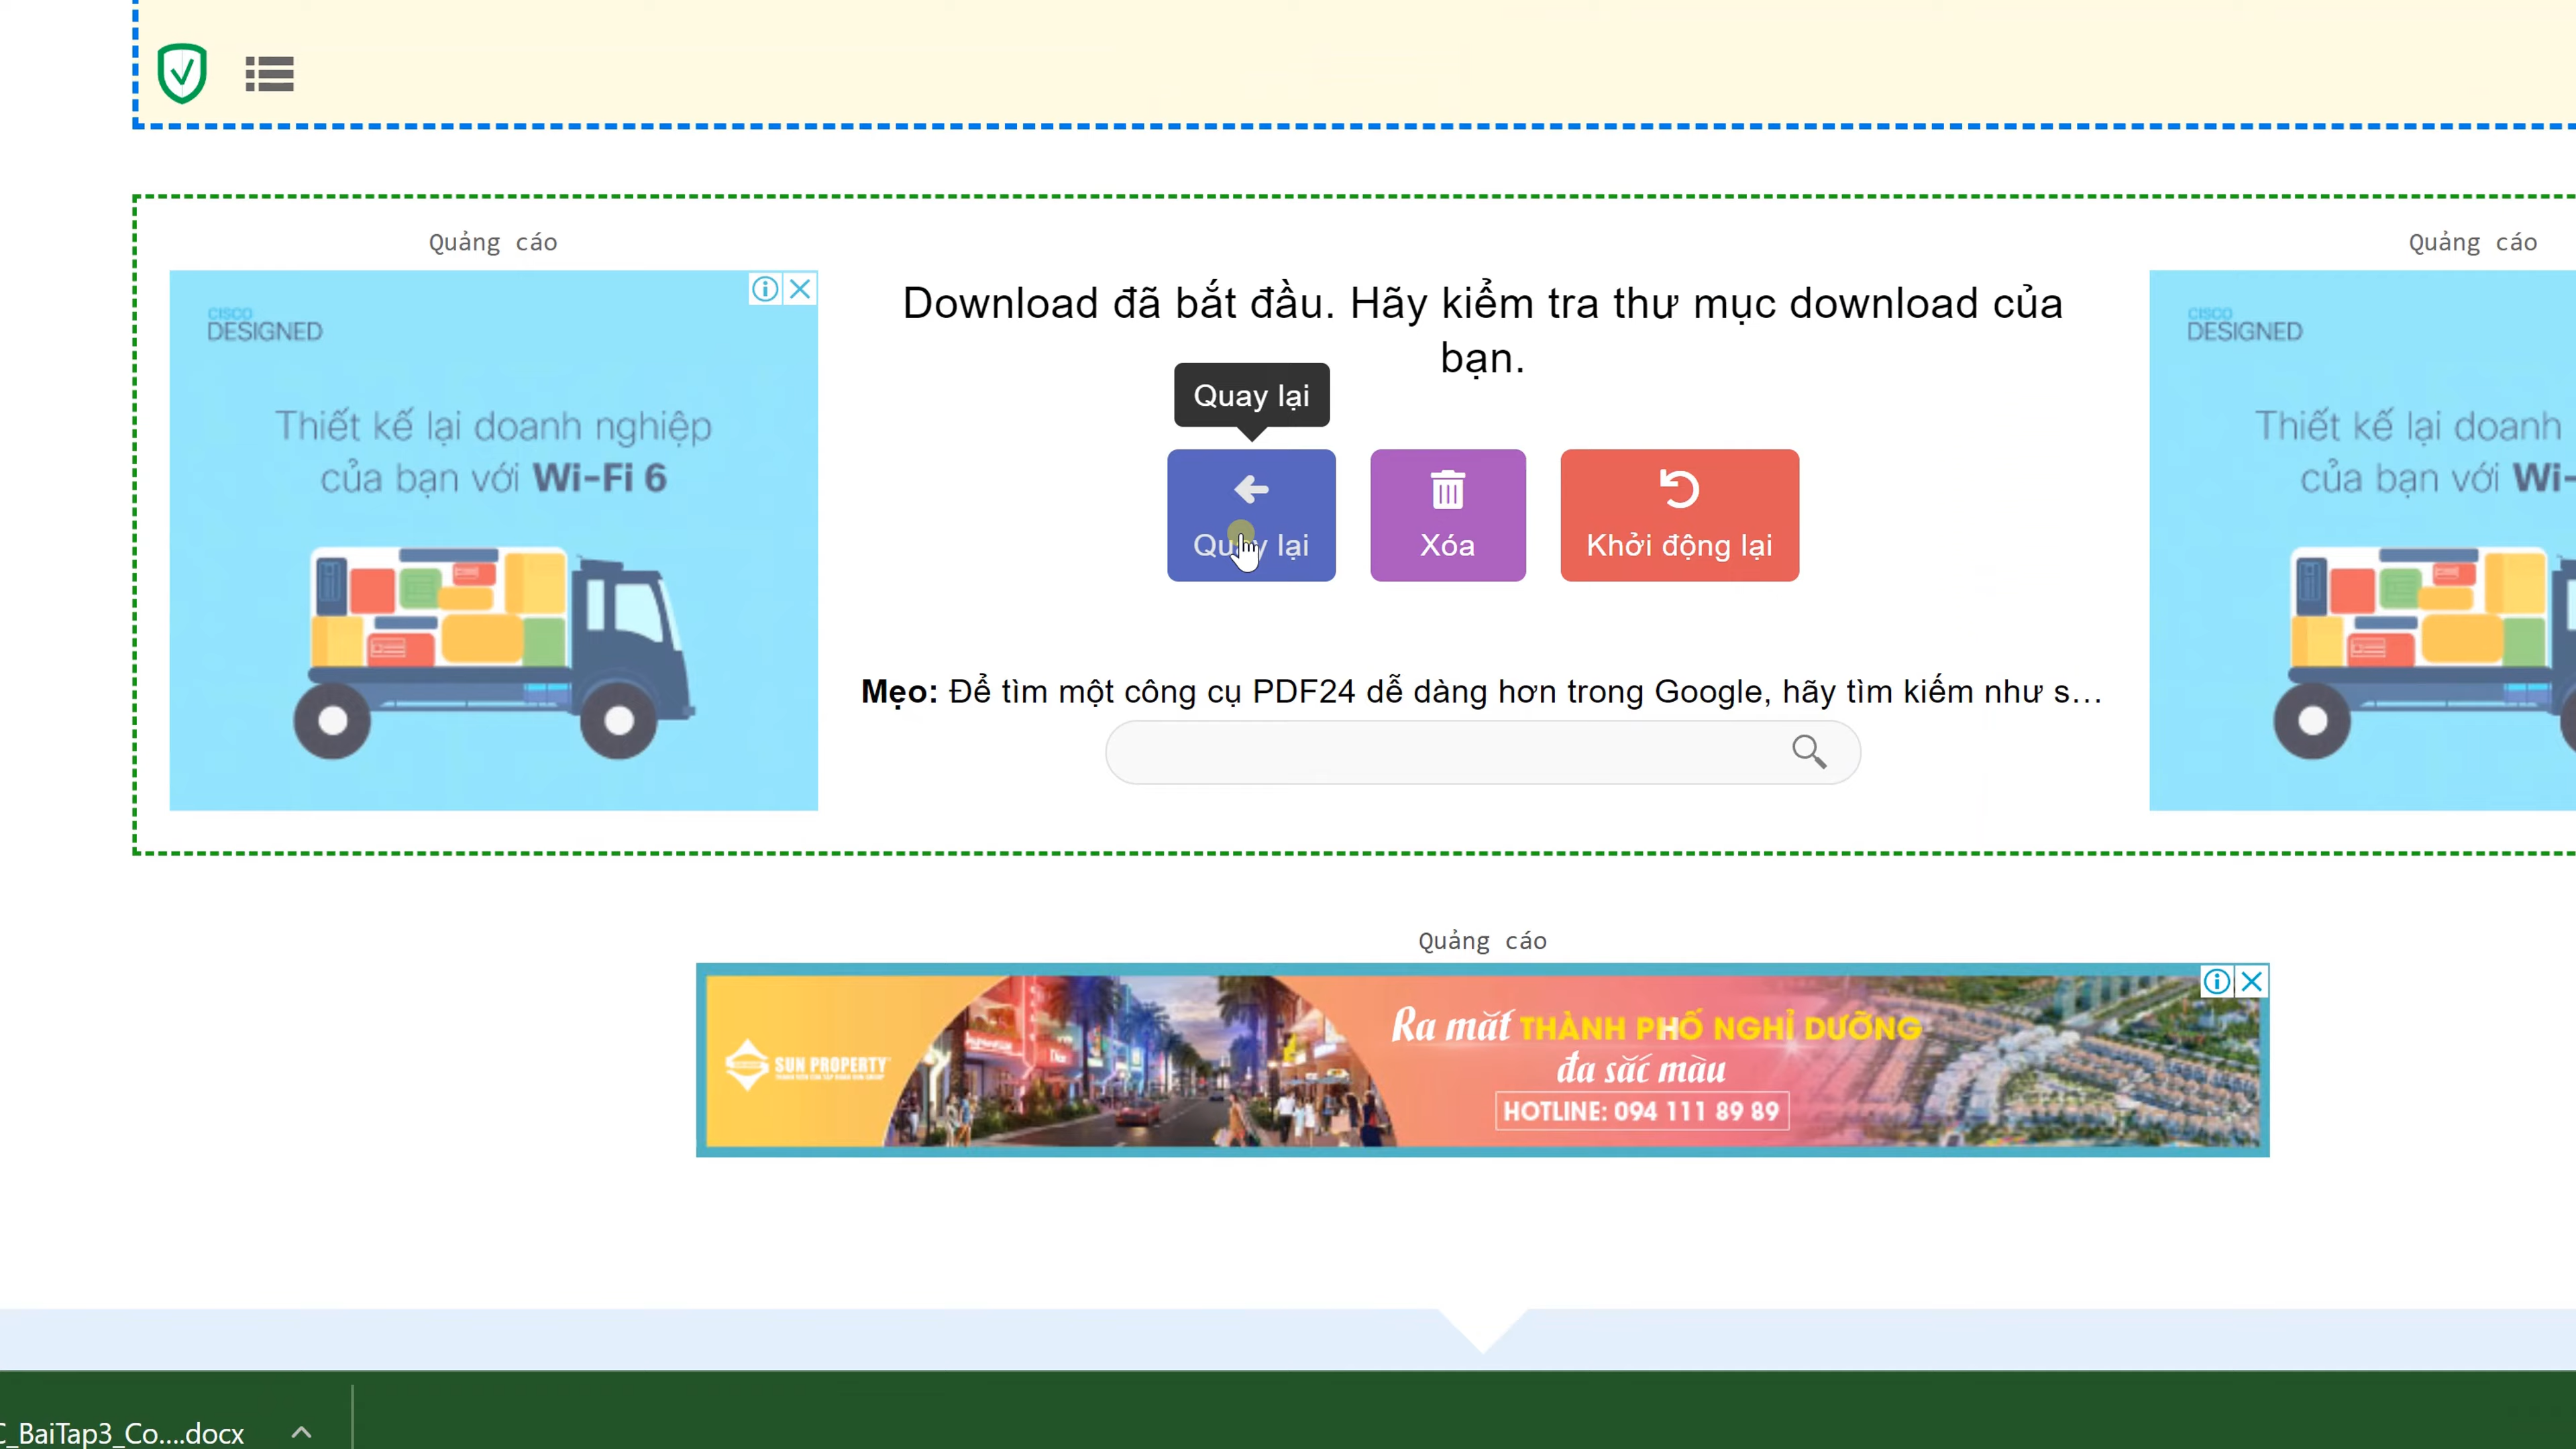 Quảng cáo
CISCO
DESIGNED
Thiết kế lại doanh nghiệp
của bạn với Wi-Fi 6
Download đã bắt đầu. Hãy kiểm tra thư mục download của
bạn.
Quay lại
Quay lại
Xóa
Khởi động lại
Mẹo: Để tìm một công cụ PDF24 dễ dàng hơn trong Google, hãy tìm kiếm như s...
Quảng cáo
CISCO
DESIGNED
Thiết kế lại doanh
của bạn với Wi-
Quảng cáo
SUN PROPERTY
Ra mắt THÀNH PHỐ NGHỈ DƯỠNG
đa sắc màu
HOTLINE: 094 111 89 89
C_BaiTap3_Co....docx